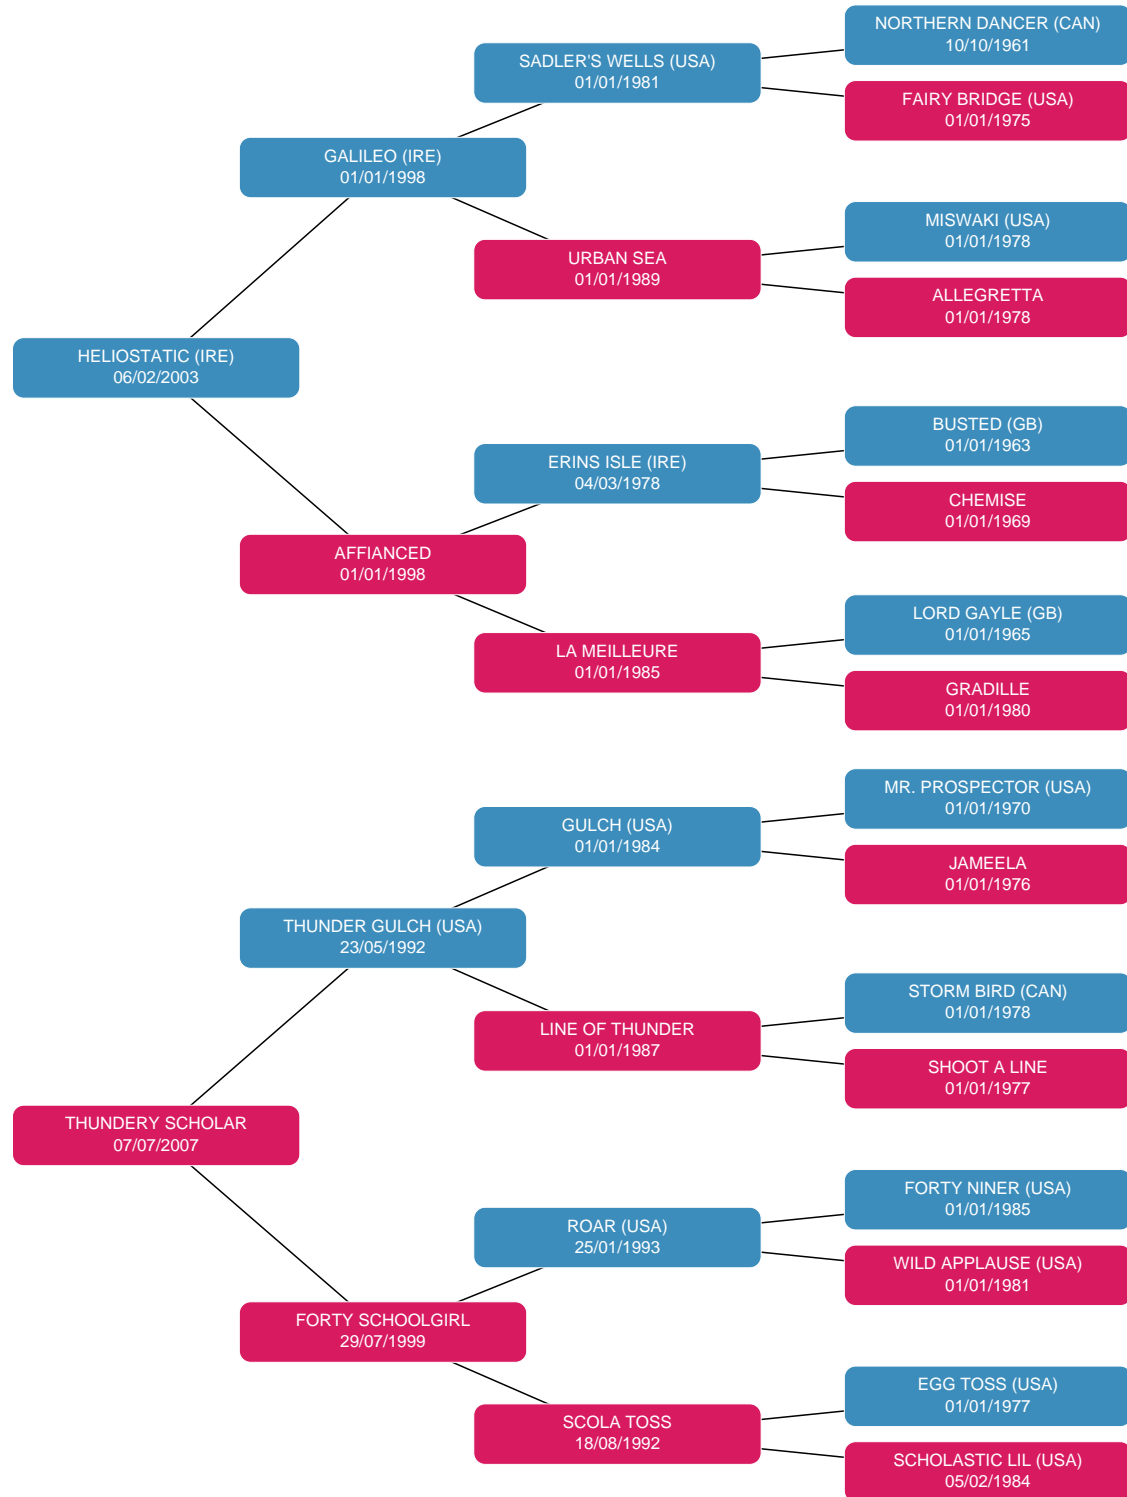 NORTHERN DANCER (CAN)
10/10/1961
SADLER'S WELLS (USA)
01/01/1981
FAIRY BRIDGE (USA)
01/01/1975
GALILEO (IRE)
01/01/1998
MISWAKI (USA)
01/01/1978
URBAN SEA
01/01/1989
ALLEGRETTA
01/01/1978
HELIOSTATIC (IRE)
06/02/2003
BUSTED (GB)
01/01/1963
ERINS ISLE (IRE)
04/03/1978
CHEMISE
01/01/1969
AFFIANCED
01/01/1998
LORD GAYLE (GB)
01/01/1965
LA MEILLEURE
01/01/1985
GRADILLE
01/01/1980
MR. PROSPECTOR (USA)
01/01/1970
GULCH (USA)
01/01/1984
JAMEELA
01/01/1976
THUNDER GULCH (USA)
23/05/1992
STORM BIRD (CAN)
01/01/1978
LINE OF THUNDER
01/01/1987
SHOOT A LINE
01/01/1977
THUNDERY SCHOLAR
07/07/2007
FORTY NINER (USA)
01/01/1985
ROAR (USA)
25/01/1993
WILD APPLAUSE (USA)
01/01/1981
FORTY SCHOOLGIRL
29/07/1999
EGG TOSS (USA)
01/01/1977
SCOLA TOSS
18/08/1992
SCHOLASTIC LIL (USA)
05/02/1984